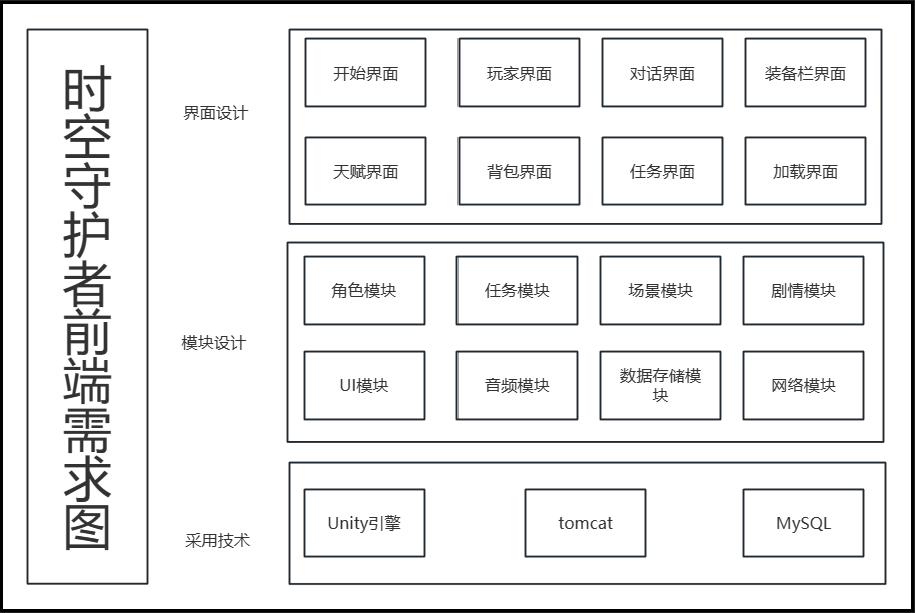 时空守护者前端需求图
界面设计
开始界面
玩家界面
对话界面
装备栏界面
天赋界面
背包界面
任务界面
加载界面
模块设计
角色模块
任务模块
场景模块
剧情模块
UI模块
音频模块
数据存储模
块
网络模块
采用技术
Unity引擎
tomcat
MySQL